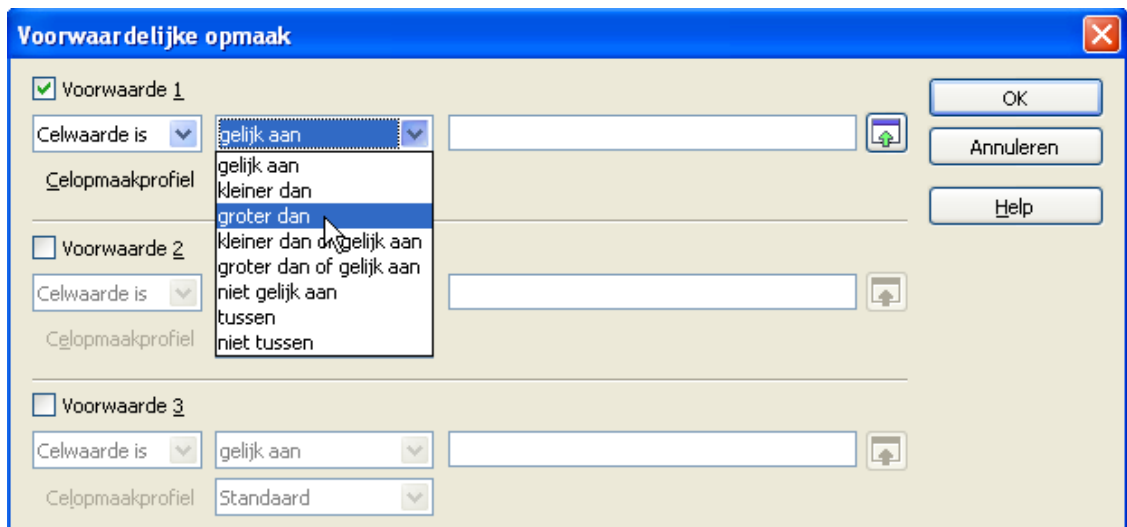 Voorwaardelijke opmaak
Voorwaarde 1
OK
Celwaarde is gelijk aan
Annuleren
gelijk aan
Celopmaakprofiel
kleiner dan
groter dan
Help
kleiner dan of gelijk aan
Voorwaarde 2
groter dan of gelijk aan
Celwaarde is
niet gelijk aan
tussen
Celopmaakprofiel
niet tussen
Voorwaarde 3
Celwaarde is gelijk aan
Celopmaakprofiel Standaard